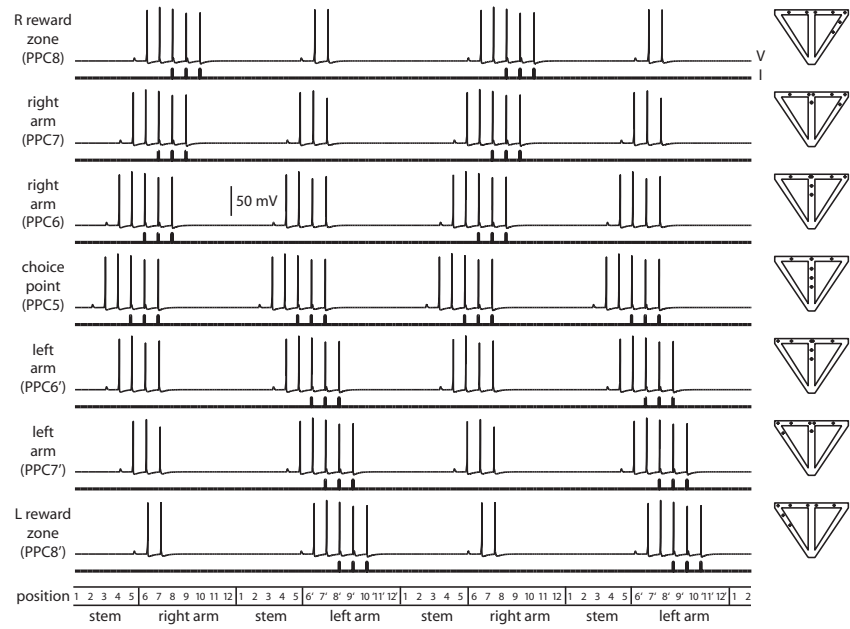 R reward
zone
(PPC8)
V
I
right
arm
(PPC7)
right
arm
(PPC6)
50 mV
choice
point
(PPC5)
left
arm
(PPC6')
left
arm
(PPC7')
L reward
zone
(PPC8')
position 1 2 3 4 5 6 7 8 9 10 11 12 1 2 3 4 5 6' 7' 8' 9' 10 '11' 12' 1 2 3 4 5 6 7 8 9 10 11 12 1 2 3 4 5 6' 7' 8' 9' 10 '11' 12' 1 2
stem right arm stem left arm stem right arm stem left arm